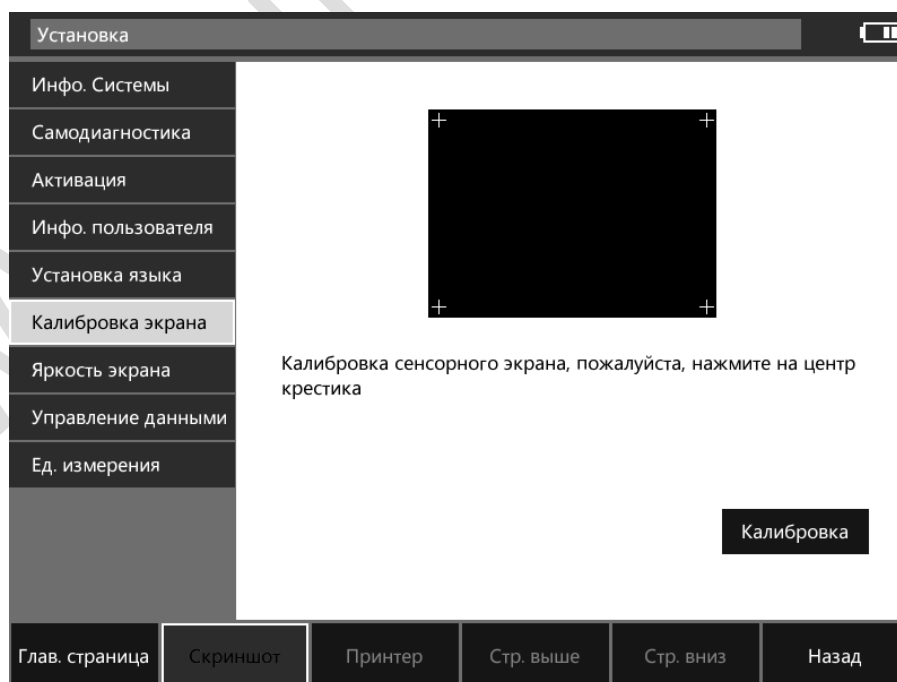 Установка
Инфо. Системы
Самодиагностика
Активация
Инфо. пользователя
Установка языка
Калибровка экрана
Яркость экрана
Управление данными
Ед. измерения
Калибровка сенсорного экрана, пожалуйста, нажмите на центр
крестика
Калибровка
Глав. страница
Скриншот
Принтер
Стр. выше
Стр. вниз
Назад